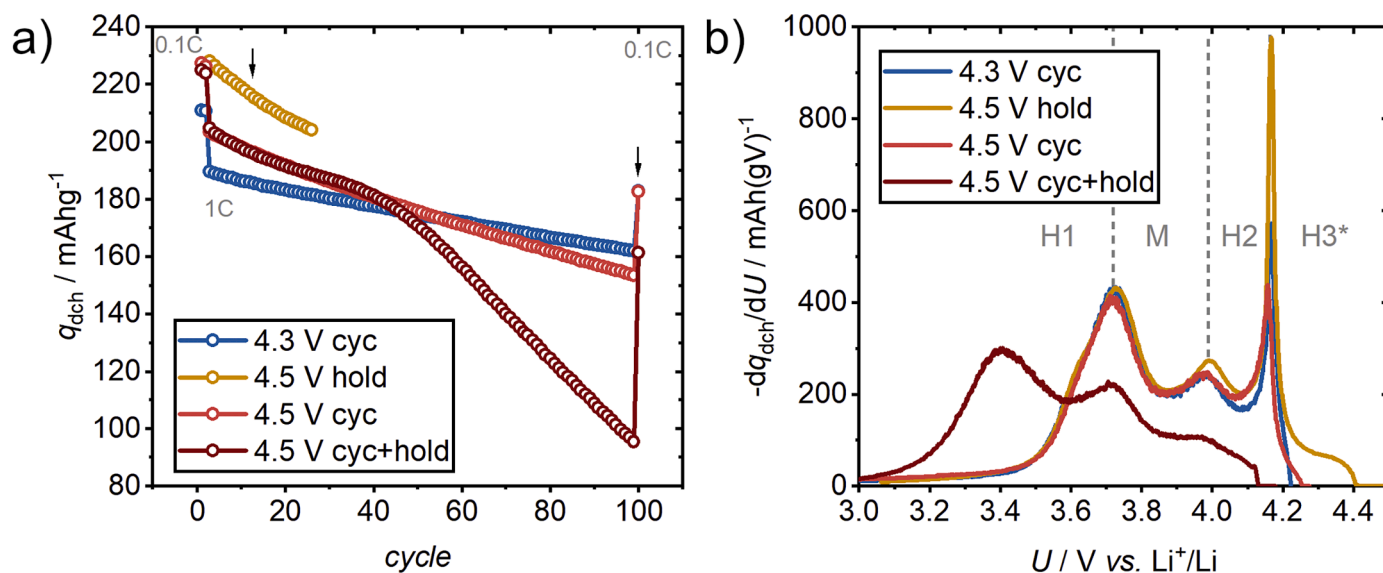 a)
240
220
200
180
160
140
120
100
80
q_dch / mAhg⁻¹
0.1C
0.1C
1C
4.3 V cyc
4.5 V hold
4.5 V cyc
4.5 V cyc+hold
0 20 40 60 80 100
cycle
b)
1000
800
600
400
200
0
-dq_dch/dU / mAh(gV)⁻¹
4.3 V cyc
4.5 V hold
4.5 V cyc
4.5 V cyc+hold
H1 M H2 H3*
3.0 3.2 3.4 3.6 3.8 4.0 4.2 4.4
U / V vs. Li⁺/Li